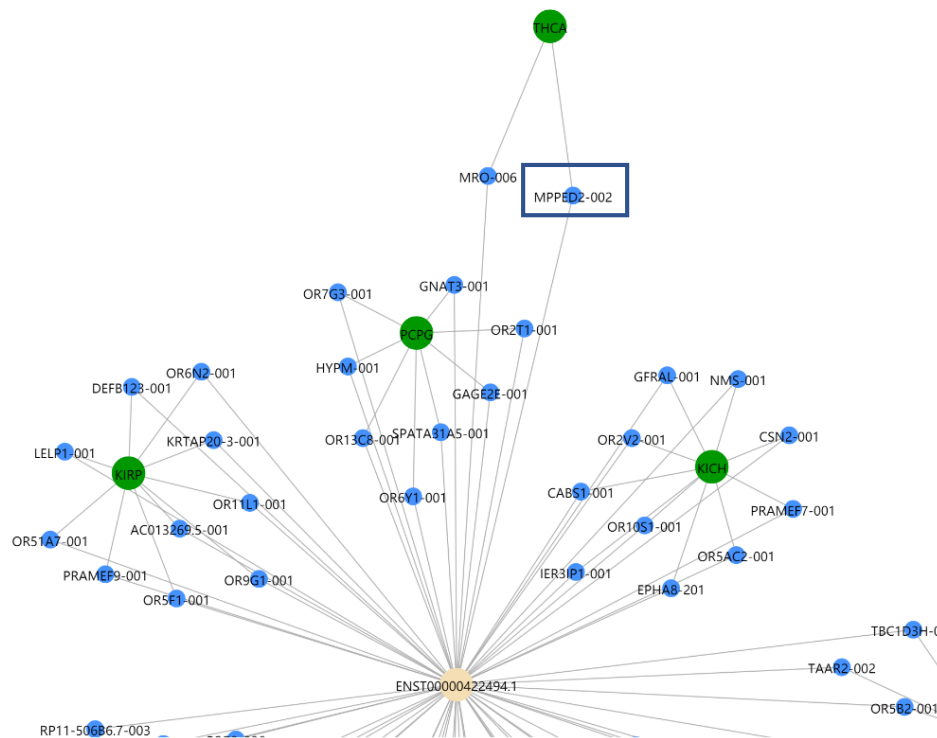 THCA
MRO-006
MPPED2-002
GNAT3-001
OR7G3-001
PCPG
OR2T1-001
HYPM-001
OR6N2-001
GFRAL-001
NMS-001
DEFB123-001
GAGE2E-001
KRTAP20-3-001
OR13C8-001
SPATA31A5-001
OR2V2-001
CSN2-001
LELP1-001
KIRP
KICH
CABS1-001
OR6Y1-001
OR11L1-001
PRAMEF7-001
AC013269.5-001
OR10S1-001
OR51A7-001
OR5AC2-001
PRAMEF9-001
OR9G1-001
IER3IP1-001
EPHA8-201
OR5F1-001
TBC1D3H-0
TAAR2-002
ENST00000422494.1
OR5B2-001
RP11-506B6.7-003